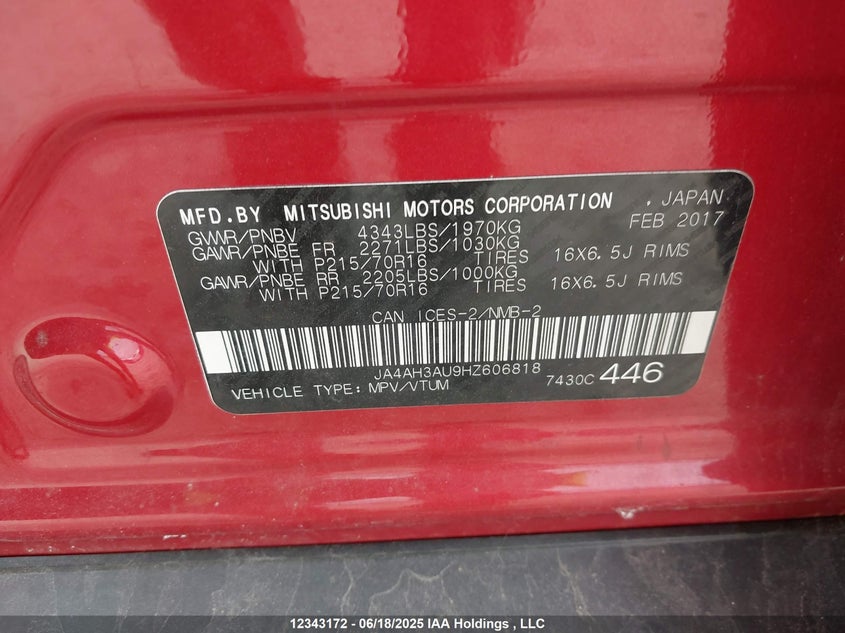 MFD.BY MITSUBISHI MOTORS CORPORATION , JAPAN
GVWR/PNBV 4343LBS/1970KG FEB 2017
GAWR/PNBE FR 2271LBS/1030KG
WITH P215/70R16 TIRES 16X6.5J RIMS
GAWR/PNBE RR 2205LBS/1000KG
WITH P215/70R16 TIRES 16X6.5J RIMS
CAN ICES-2/NMB-2
JA4AH3AU9HZ606818
VEHICLE TYPE: MPV/VTUM 7430C 446
12343172 - 06/18/2025 IAA Holdings , LLC